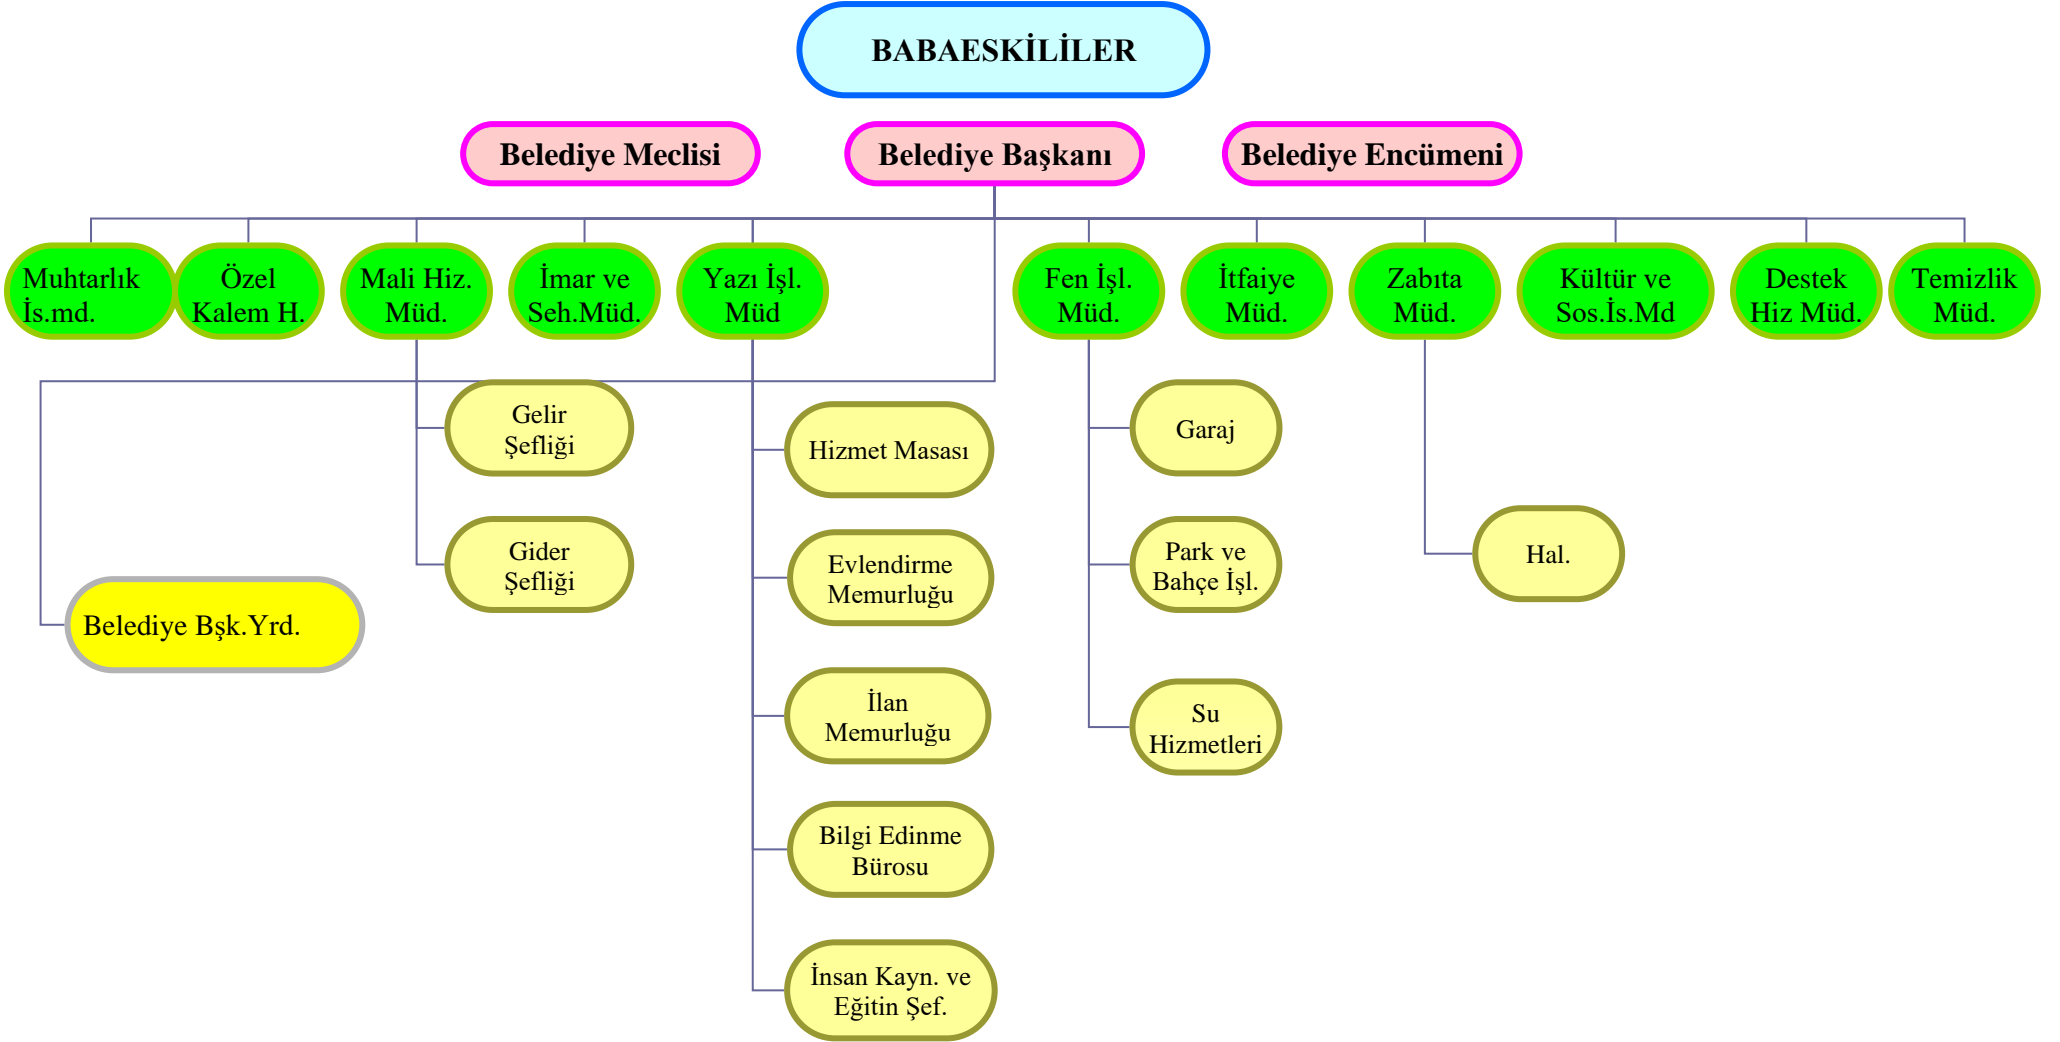 BABAESKİLİLER
Belediye Meclisi
Belediye Başkanı
Belediye Encümeni
Muhtarlık
İs.md.
Özel
Kalem H.
Mali Hiz.
Müd.
İmar ve
Seh.Müd.
Yazı İşl.
Müd
Fen İşl.
Müd.
İtfaiye
Müd.
Zabıta
Müd.
Kültür ve
Sos.İs.Md
Destek
Hiz Müd.
Temizlik
Müd.
Gelir
Şefliği
Gider
Şefliği
Hizmet Masası
Evlendirme
Memurluğu
İlan
Memurluğu
Bilgi Edinme
Bürosu
İnsan Kayn. ve
Eğitin Şef.
Garaj
Park ve
Bahçe İşl.
Su
Hizmetleri
Hal.
Belediye Bşk.Yrd.